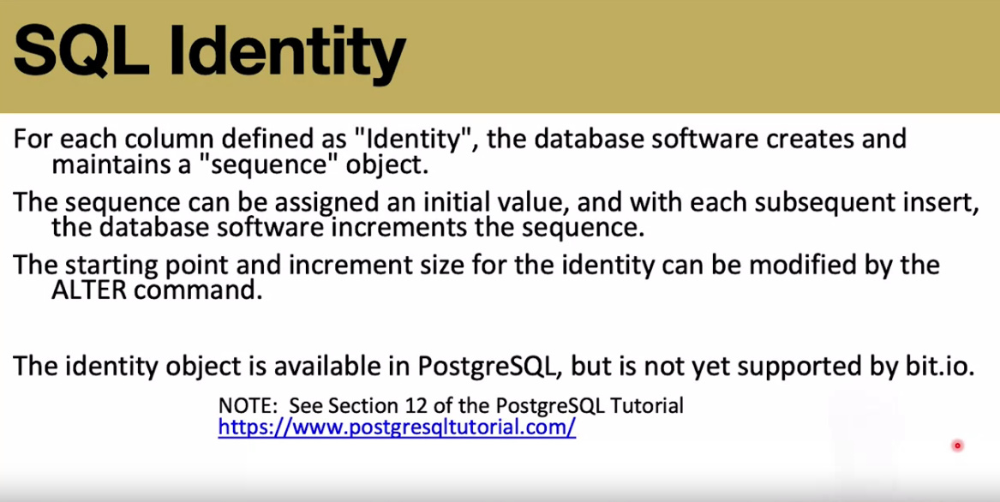 SQL Identity
For each column defined as "Identity", the database software creates and
maintains a "sequence" object.
The sequence can be assigned an initial value, and with each subsequent insert,
the database software increments the sequence.
The starting point and increment size for the identity can be modified by the
ALTER command.
The identity object is available in PostgreSQL, but is not yet supported by bit.io.
NOTE:  See Section 12 of the PostgreSQL Tutorial
https://www.postgresqltutorial.com/